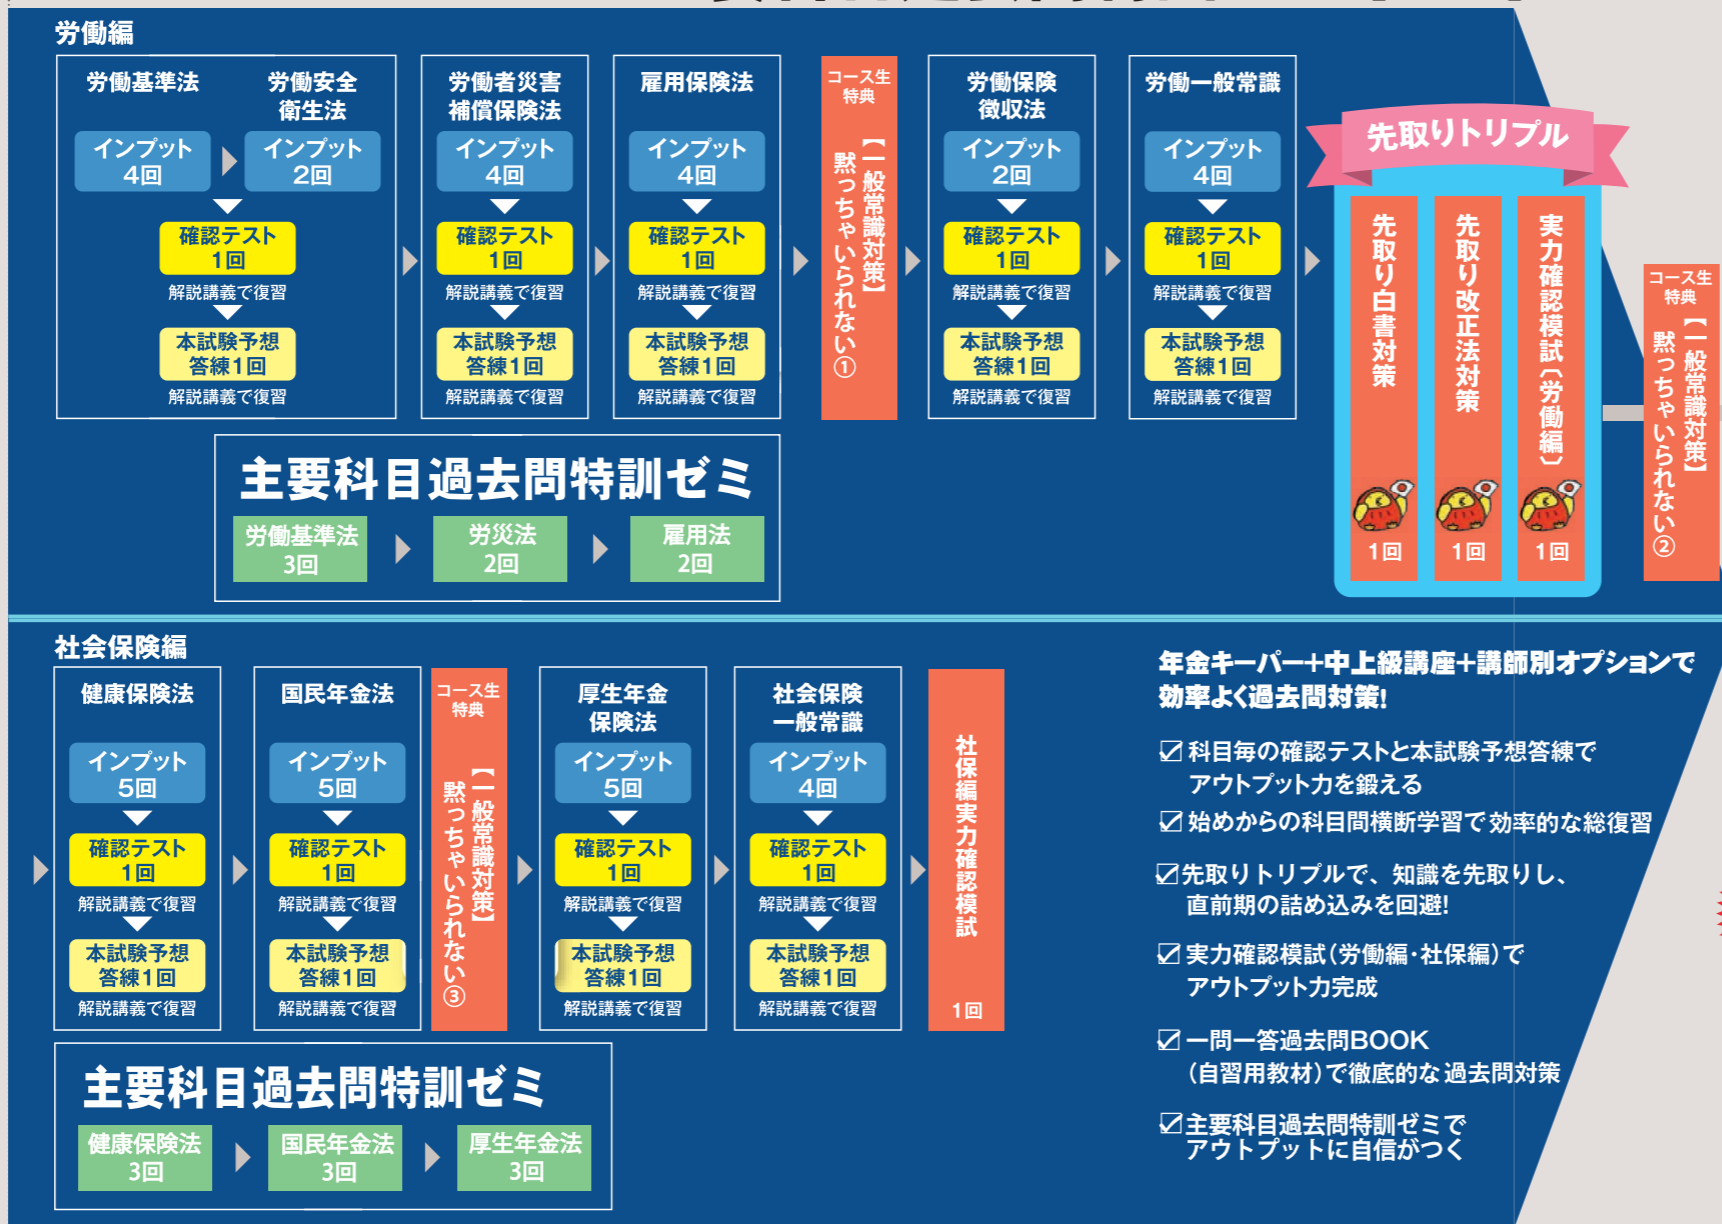 労働編
労働基準法
インプット
4回
労働安全
衛生法
インプット
2回
確認テスト
1回
解説講義で復習
本試験予想
答練1回
解説講義で復習
労働者災害
補償保険法
インプット
4回
確認テスト
1回
解説講義で復習
本試験予想
答練1回
解説講義で復習
雇用保険法
インプット
4回
確認テスト
1回
解説講義で復習
本試験予想
答練1回
解説講義で復習
コース生
特典
【一般常識対策】
黙っちゃいられない①
労働保険
徴収法
インプット
2回
確認テスト
1回
解説講義で復習
本試験予想
答練1回
解説講義で復習
労働一般常識
インプット
4回
確認テスト
1回
解説講義で復習
本試験予想
答練1回
解説講義で復習
先取りトリプル
先取り白書対策
1回
先取り改正法対策
1回
実力確認模試〔労働編〕
1回
コース生
特典
【一般常識対策】
黙っちゃいられない②
主要科目過去問特訓ゼミ
労働基準法
3回
労災法
2回
雇用法
2回
社会保険編
健康保険法
インプット
5回
確認テスト
1回
解説講義で復習
本試験予想
答練1回
解説講義で復習
国民年金法
インプット
5回
確認テスト
1回
解説講義で復習
本試験予想
答練1回
解説講義で復習
コース生
特典
【一般常識対策】
黙っちゃいられない③
厚生年金
保険法
インプット
5回
確認テスト
1回
解説講義で復習
本試験予想
答練1回
解説講義で復習
社会保険
一般常識
インプット
4回
確認テスト
1回
解説講義で復習
本試験予想
答練1回
解説講義で復習
社保編実力確認模試
1回
主要科目過去問特訓ゼミ
健康保険法
3回
国民年金法
3回
厚生年金法
3回
年金キーパー+中上級講座+講師別オプションで
効率よく過去問対策!
☑科目毎の確認テストと本試験予想答練で
アウトプット力を鍛える
☑始めからの科目間横断学習で効率的な総復習
☑先取りトリプルで、知識を先取りし、
直前期の詰め込みを回避!
☑実力確認模試(労働編・社保編)で
アウトプット力完成
☑一問一答過去問BOOK
(自習用教材)で徹底的な過去問対策
☑主要科目過去問特訓ゼミで
アウトプットに自信がつく